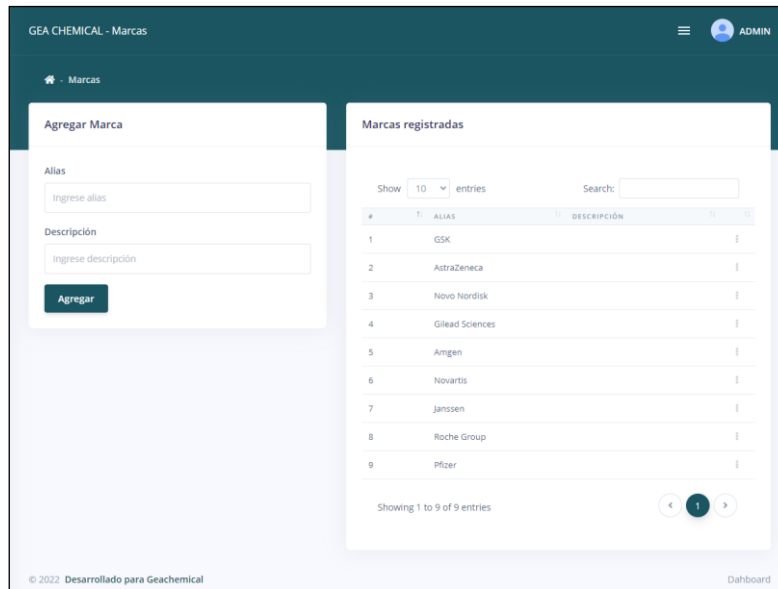 GEA CHEMICAL - Marcas
ADMIN
- Marcas
Agregar Marca
Alias
Ingrese alias
Descripción
Ingrese descripción
Agregar
Marcas registradas
Show 10 entries Search:
# ALIAS DESCRIPCIÓN
1 GSK
2 AstraZeneca
3 Novo Nordisk
4 Gilead Sciences
5 Amgen
6 Novartis
7 Janssen
8 Roche Group
9 Pfizer
Showing 1 to 9 of 9 entries
1
© 2022 Desarrollado para Geachemical
Dahboard